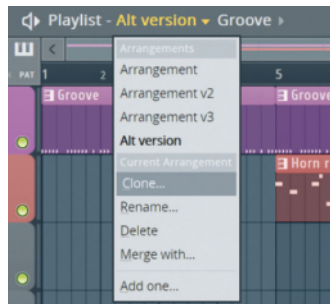 Playlist - Alt version Groove
Arrangements
PAT 1 2 5
Arrangement
Groove
Arrangement v2
Groove
Arrangement v3
Alt version
Current Arrangement
Horn r
Clone...
Rename...
Delete
Merge with...
Add one...